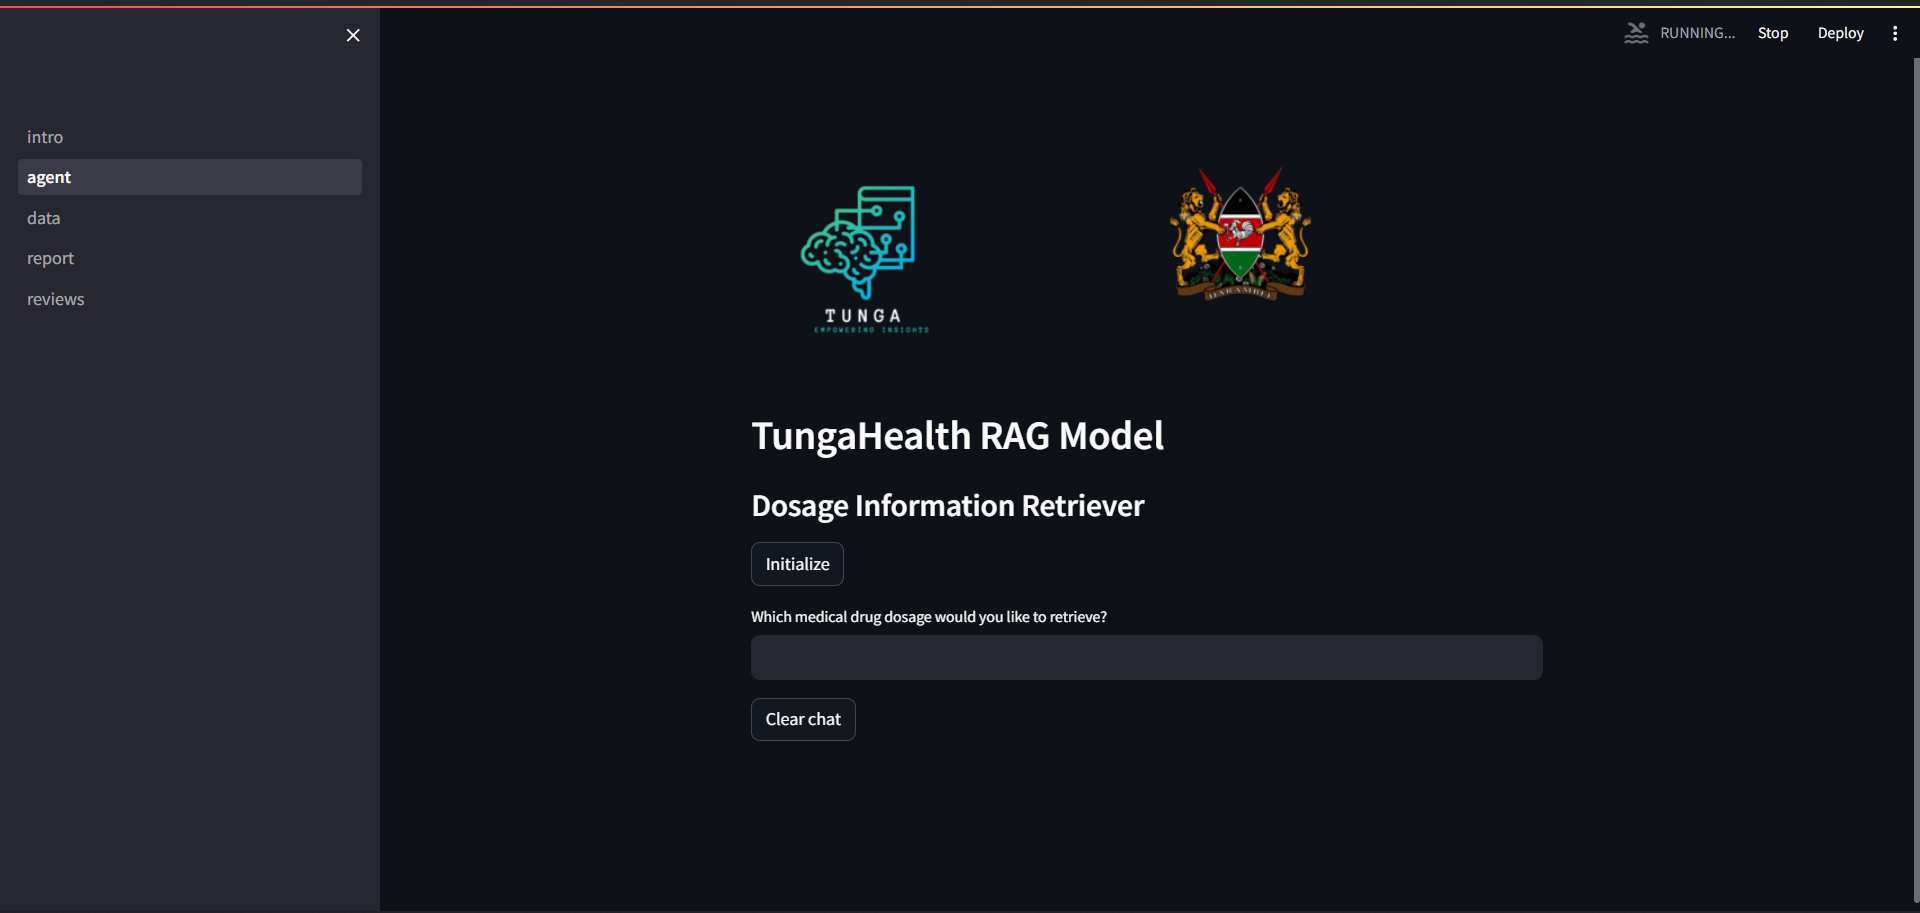 RUNNING...
Stop
Deploy
intro
agent
data
report
reviews
TUNGA
EMPOWERING INSIGHTS
HARAMBEE
TungaHealth RAG Model
Dosage Information Retriever
Initialize
Which medical drug dosage would you like to retrieve?
Clear chat